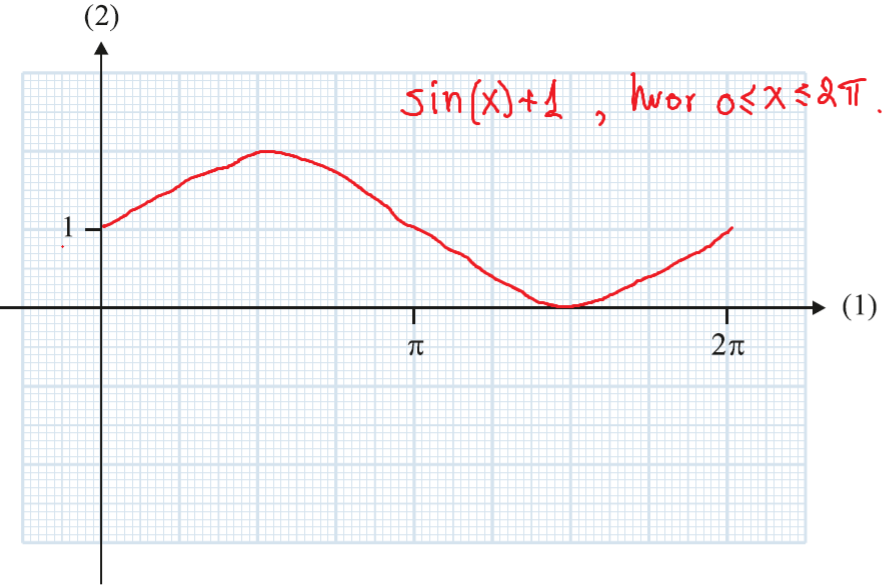 (2)
sin(x)+1 , hvor 0≤x≤2π.
1
(1)
π 2π